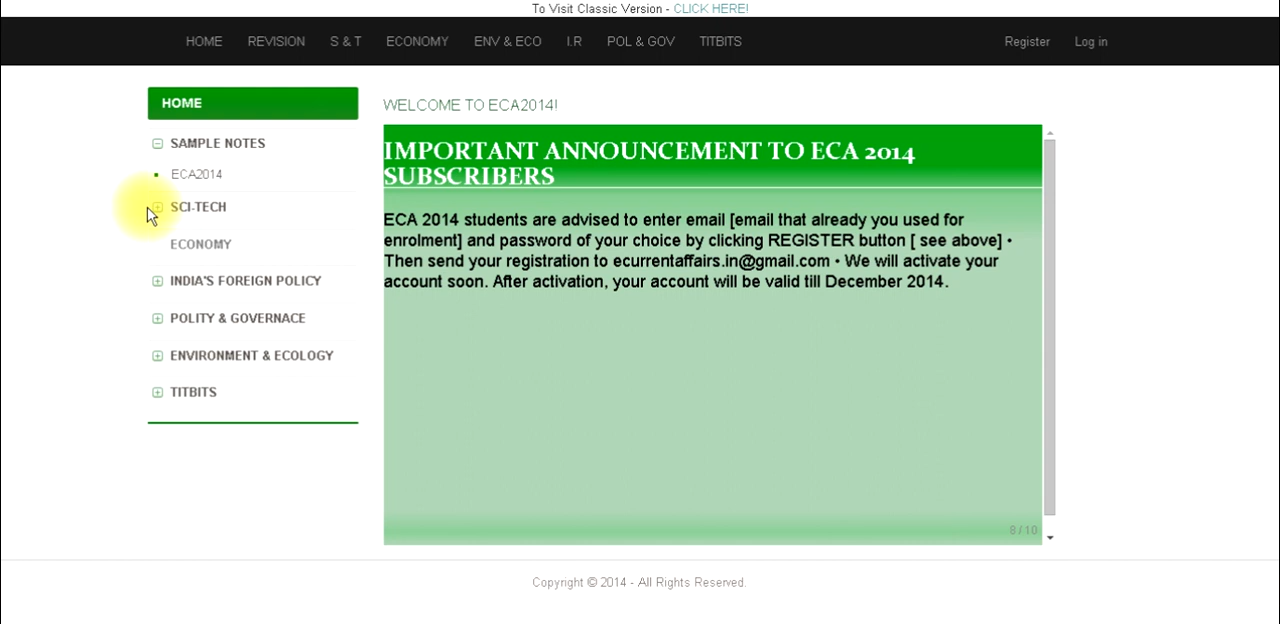 To Visit Classic Version - CLICK HERE!
HOME REVISION S & T ECONOMY ENV & ECO I.R POL & GOV TITBITS Register Log in
HOME
SAMPLE NOTES
ECA2014
SCI-TECH
ECONOMY
INDIA'S FOREIGN POLICY
POLITY & GOVERNACE
ENVIRONMENT & ECOLOGY
TITBITS
WELCOME TO ECA2014!
IMPORTANT ANNOUNCEMENT TO ECA 2014
SUBSCRIBERS
ECA 2014 students are advised to enter email [email that already you used for
enrolment] and password of your choice by clicking REGISTER button [ see above] •
Then send your registration to ecurrentaffairs.in@gmail.com • We will activate your
account soon. After activation, your account will be valid till December 2014.
8 / 10
Copyright © 2014 - All Rights Reserved.